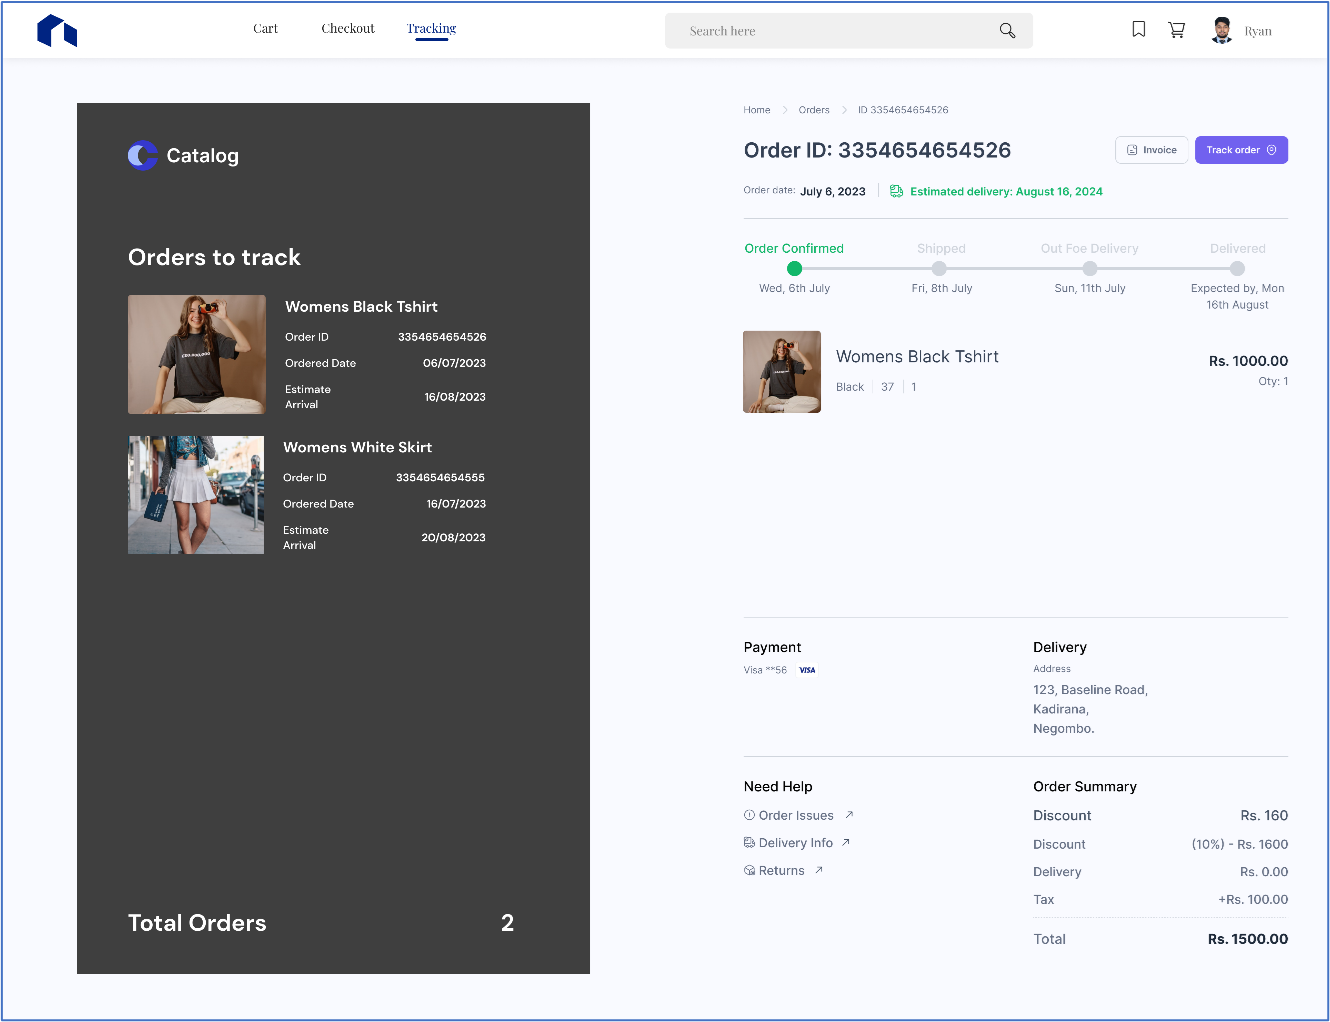 Cart
Checkout
Tracking
Search here
Ryan
Catalog
Orders to track
Womens Black Tshirt
Order ID 3354654654526
Ordered Date 06/07/2023
Estimate
Arrival 16/08/2023
Womens White Skirt
Order ID 3354654654555
Ordered Date 16/07/2023
Estimate
Arrival 20/08/2023
Total Orders 2
Home Orders ID 3354654654526
Order ID: 3354654654526
Invoice
Track order
Order date: July 6, 2023
Estimated delivery: August 16, 2024
Order Confirmed
Shipped
Out Foe Delivery
Delivered
Wed, 6th July
Fri, 8th July
Sun, 11th July
Expected by, Mon
16th August
Womens Black Tshirt
Rs. 1000.00
Black 37 1
Qty: 1
Payment
Visa **56 VISA
Delivery
Address
123, Baseline Road,
Kadirana,
Negombo.
Need Help
Order Issues
Delivery Info
Returns
Order Summary
Discount Rs. 160
Discount (10%) - Rs. 1600
Delivery Rs. 0.00
Tax +Rs. 100.00
Total Rs. 1500.00